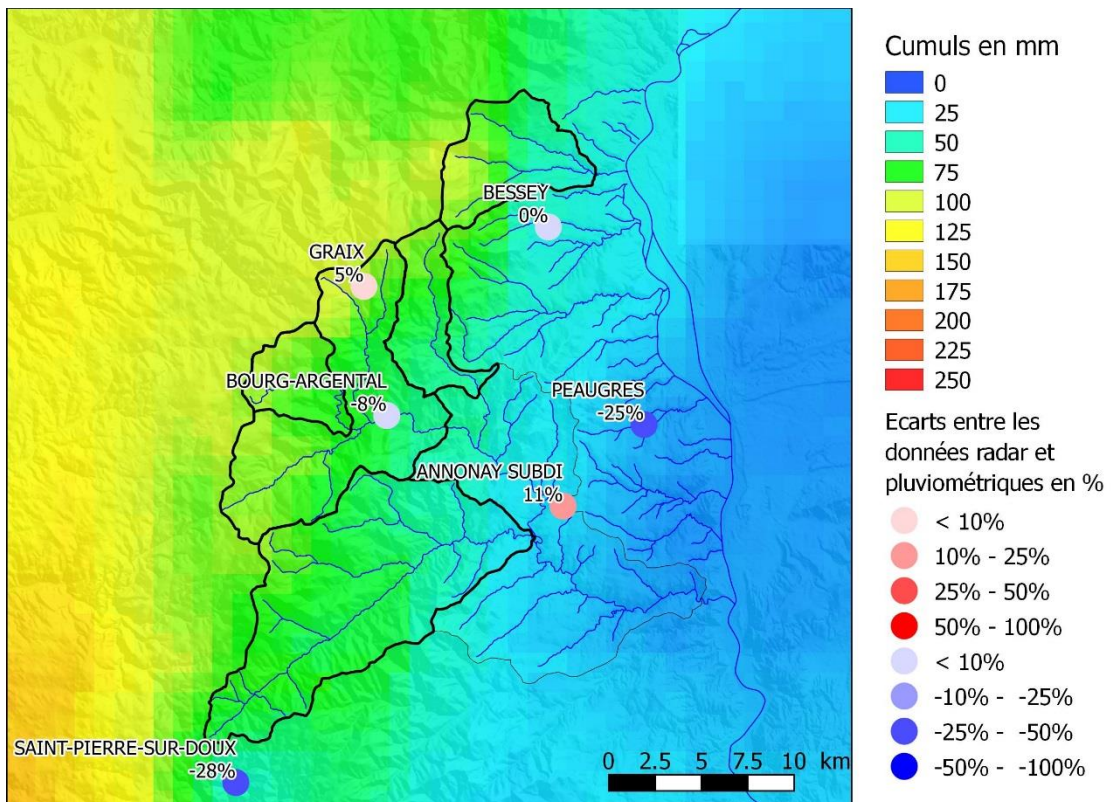 BESSEY
0%
GRAIX
5%
BOURG-ARGENTAL
-8%
PEAUGRES
-25%
ANNONAY SUBDI
11%
SAINT-PIERRE-SUR-DOUX
-28%
0 2.5 5 7.5 10 km
Cumuls en mm
0
25
50
75
100
125
150
175
200
225
250
Ecarts entre les
données radar et
pluviométriques en %
< 10%
10% - 25%
25% - 50%
50% - 100%
< 10%
-10% - -25%
-25% - -50%
-50% - -100%